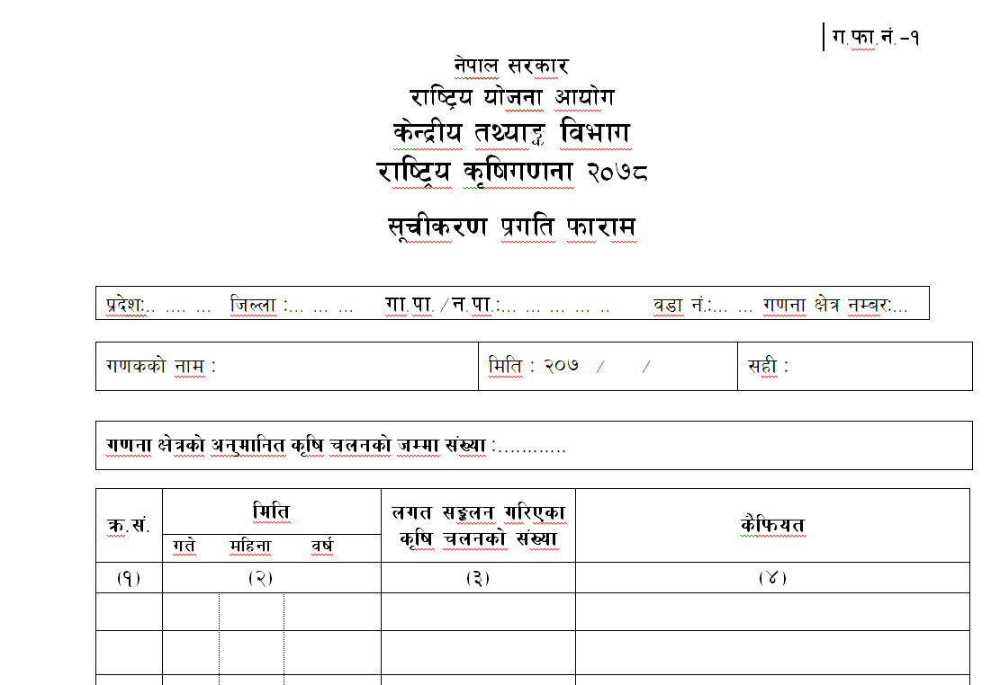 ग.फा.नं.-१
नेपाल सरकार
राष्ट्रिय योजना आयोग
केन्द्रीय तथ्याङ्क विभाग
राष्ट्रिय कृषिगणना २०७८
सूचीकरण प्रगति फाराम
प्रदेशः.. .... ... जिल्ला :... ... ... गा.पा. /न.पा.:... ... ... ... .. वडा नं.:... ... गणना क्षेत्र नम्बरः...
गणकको नाम : मिति : २०७ / / सही :
गणना क्षेत्रको अनुमानित कृषि चलनको जम्मा संख्या :............
क्र.सं. मिति लगत सङ्कलन गरिएका कैफियत
गते महिना वर्ष कृषि चलनको संख्या
(१) (२) (३) (४)